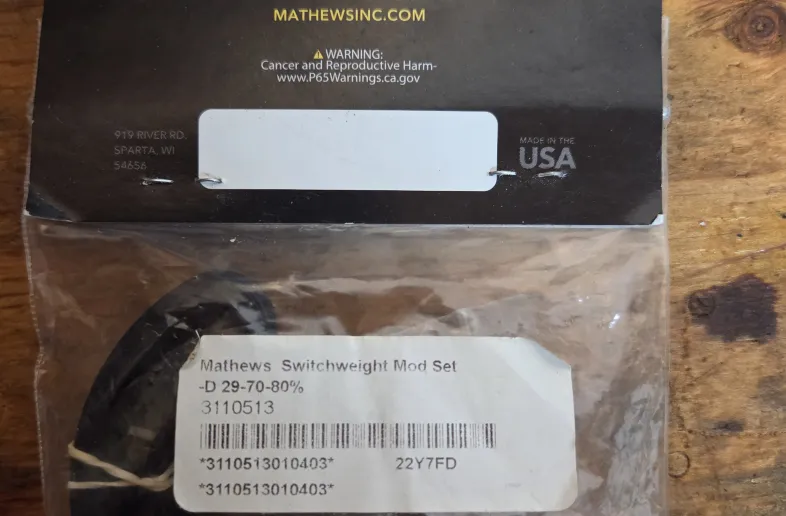 MATHEWSINC.COM
WARNING:
Cancer and Reproductive Harm-
www.P65Warnings.ca.gov
919 RIVER RD.
SPARTA, WI
54656
MADE IN THE
USA
Mathews Switchweight Mod Set
-D 29-70-80%
3110513
*3110513010403* 22Y7FD
*3110513010403*